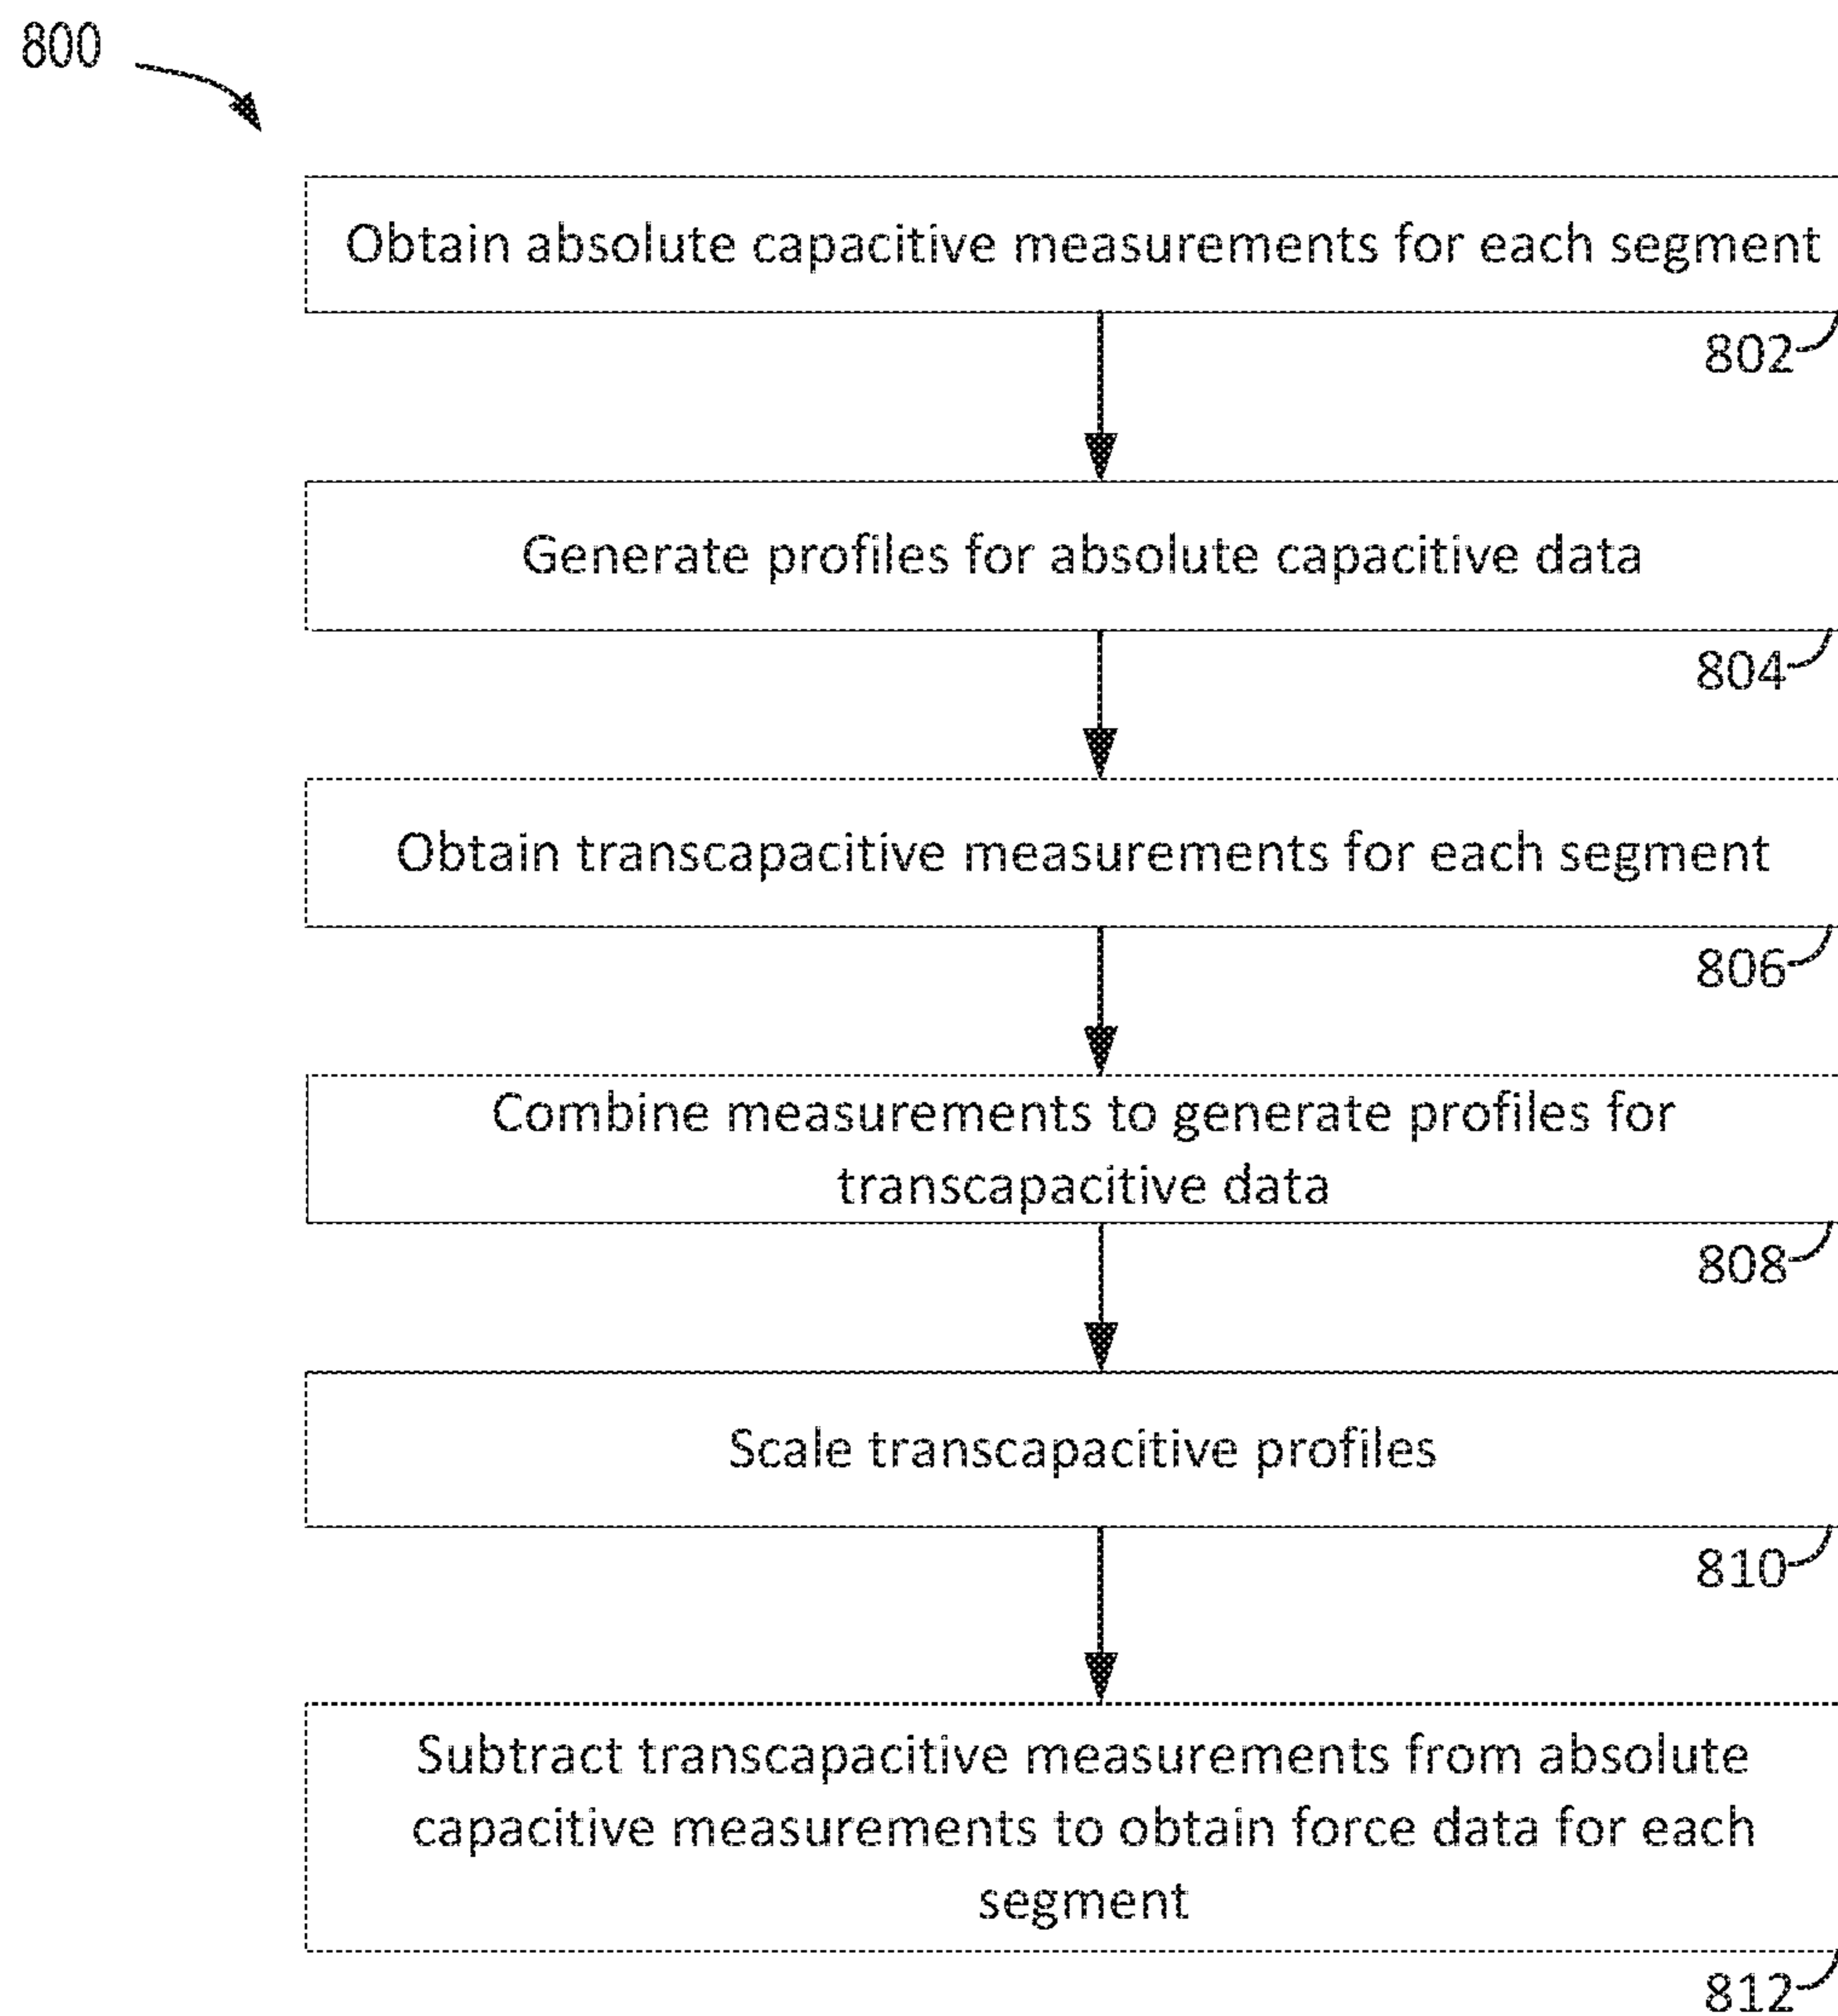 800
Obtain absolute capacitive measurements for each segment
802
Generate profiles for absolute capacitive data
804
Obtain transcapacitive measurements for each segment
806
Combine measurements to generate profiles for
transcapacitive data
808
Scale transcapacitive profiles
810
Subtract transcapacitive measurements from absolute
capacitive measurements to obtain force data for each
segment
812